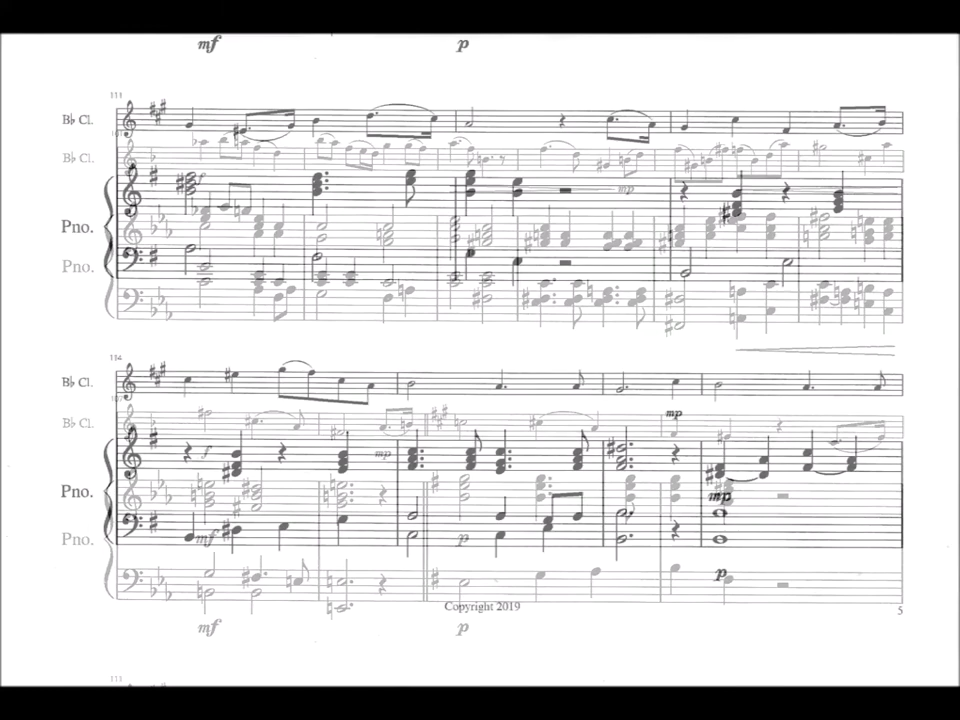 mf p
111
B♭ Cl.
B♭ Cl.
f
mp
Pno.
Pno.
114
B♭ Cl.
107
B♭ Cl.
mp
f mp
Pno.
mp
mf p
Pno.
p
Copyright 2019
5
mf p
111